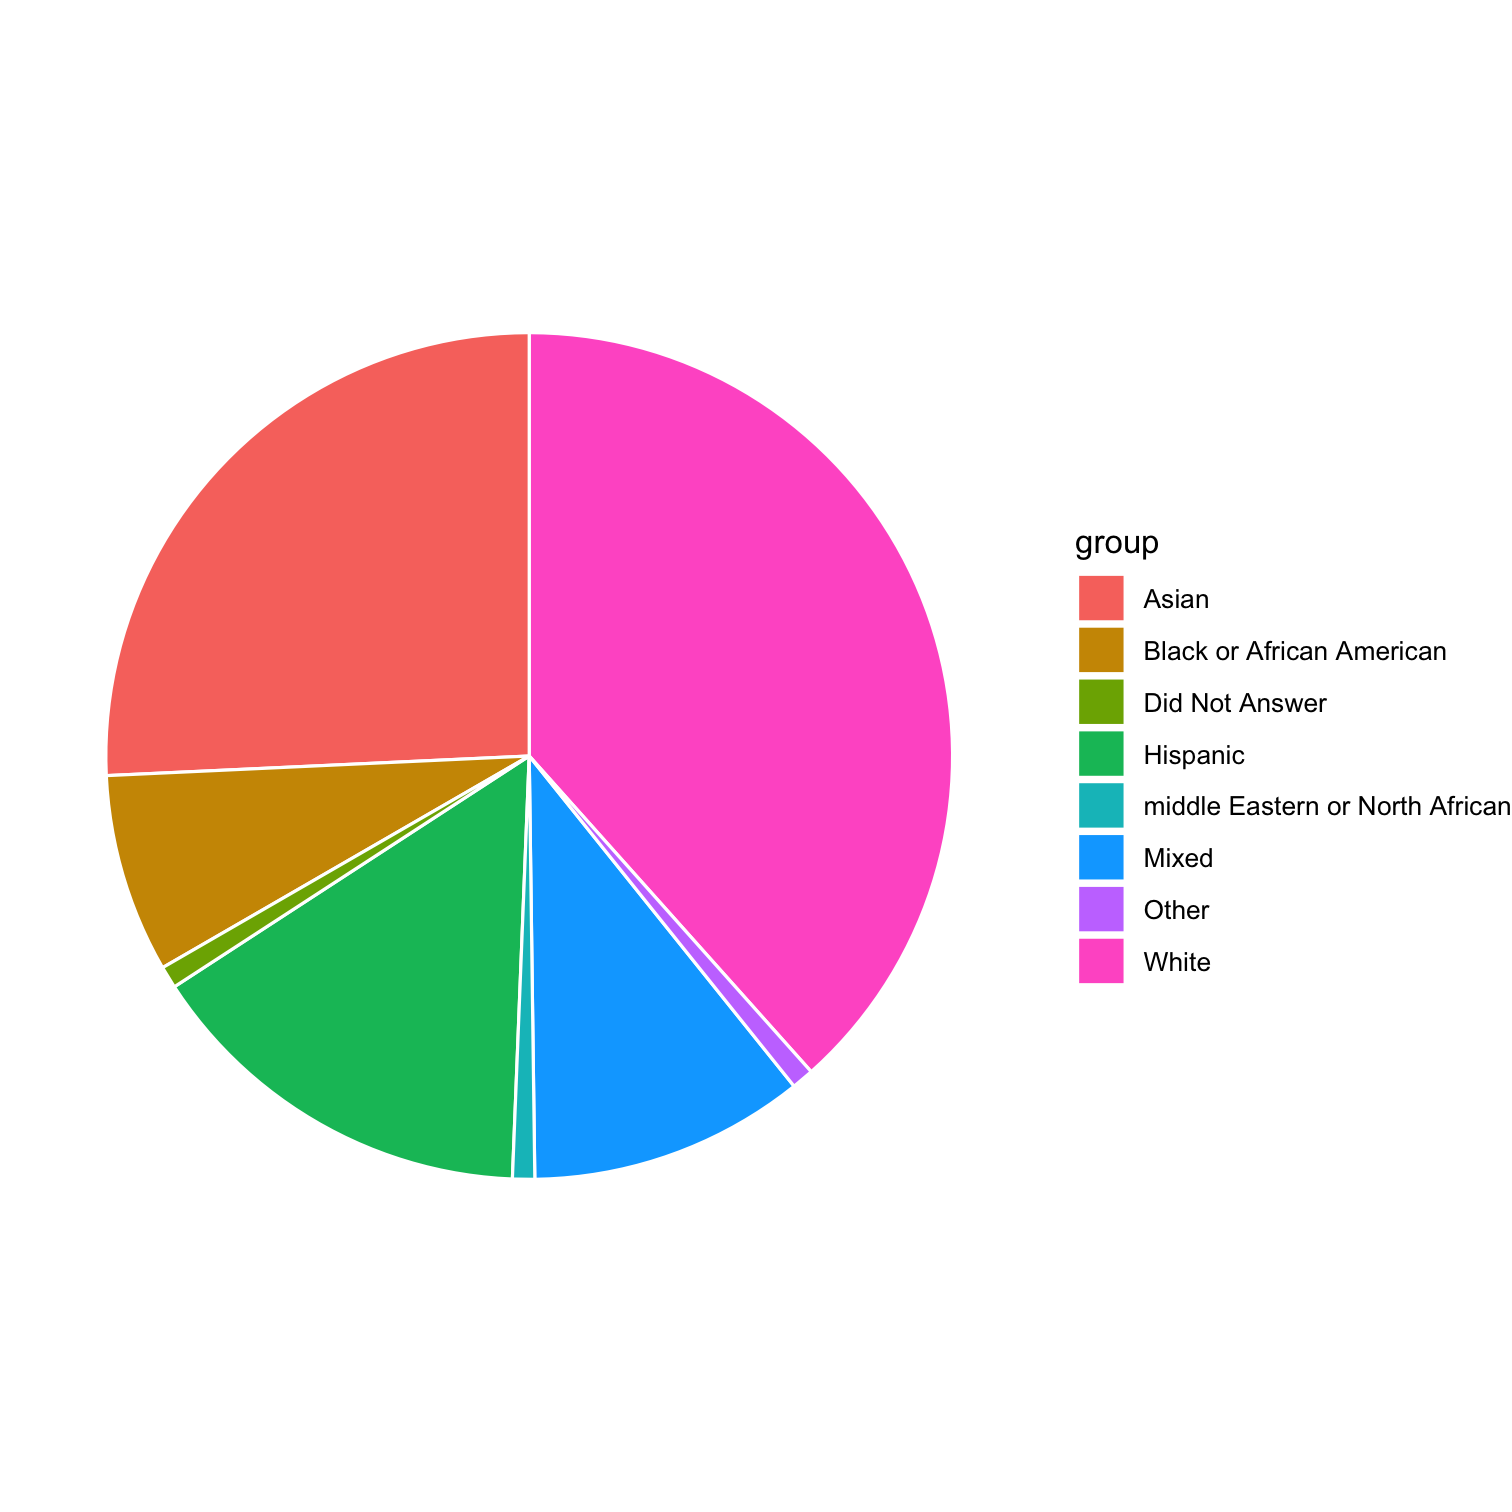 group
Asian
Black or African American
Did Not Answer
Hispanic
middle Eastern or North African
Mixed
Other
White